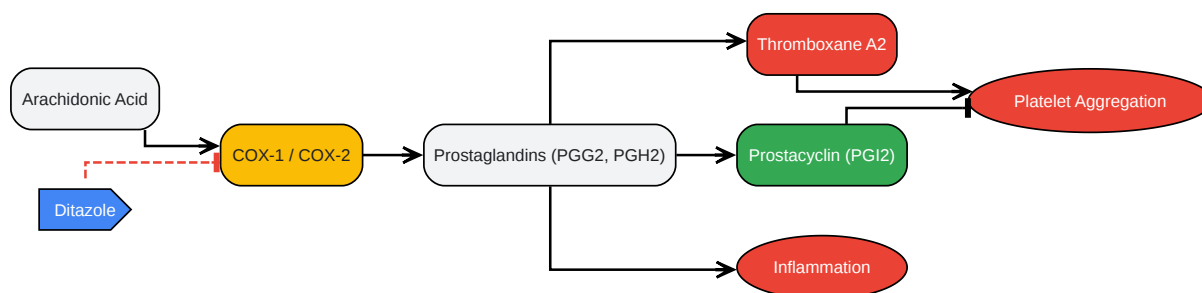 Thromboxane A2
Arachidonic Acid
Platelet Aggregation
COX-1 / COX-2
Prostaglandins (PGG2, PGH2)
Prostacyclin (PGI2)
Ditazole
Inflammation